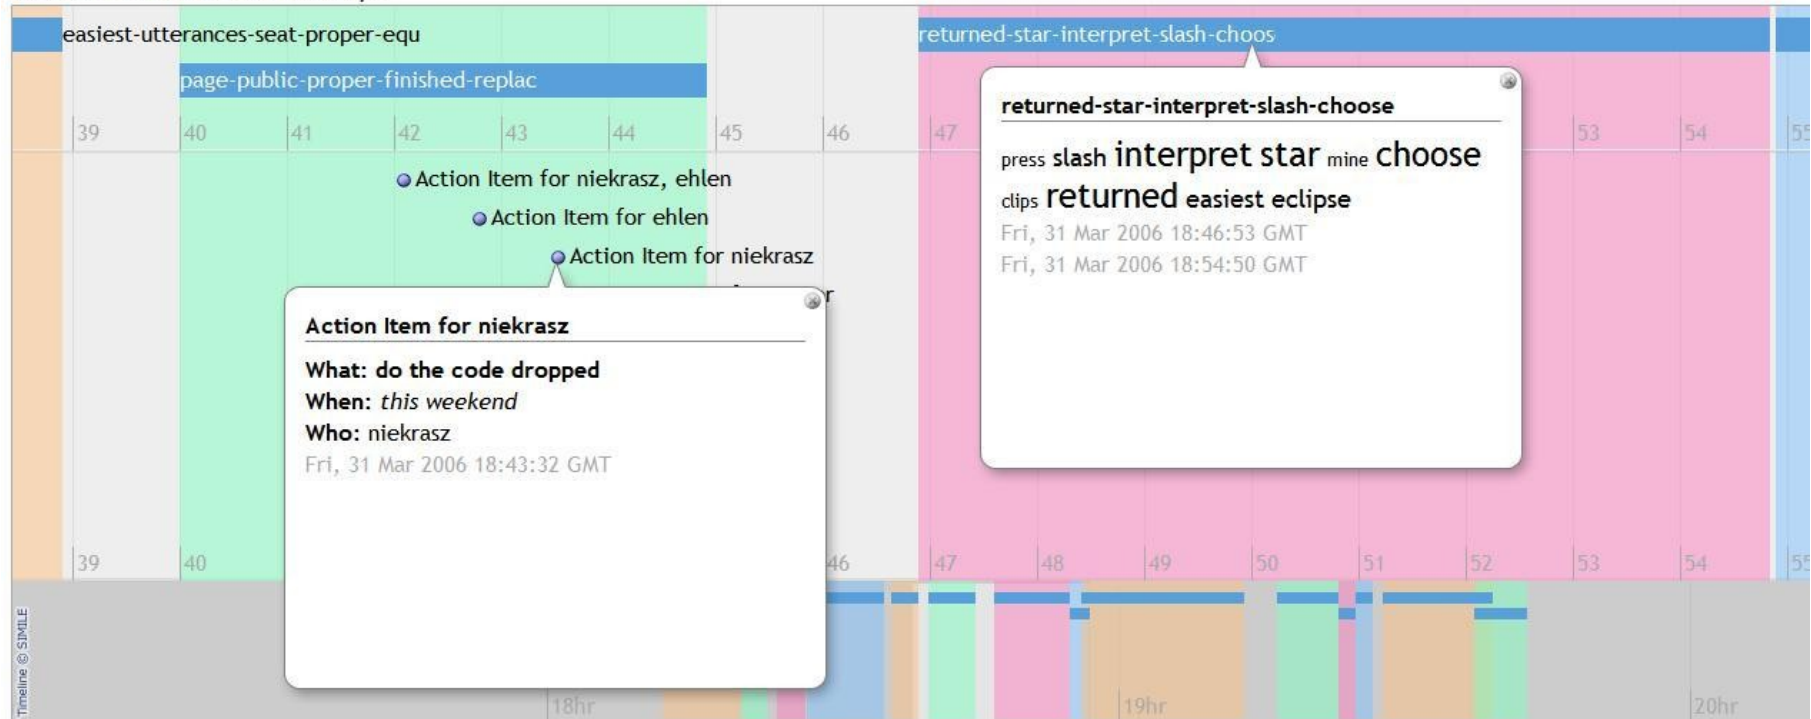 easiest-utterances-seat-proper-equ
returned-star-interpret-slash-choos
page-public-proper-finished-replac
39 40 41 42 43 44 45 46 47 53 54 55
Action Item for niekrasz, ehlen
Action Item for ehlen
Action Item for niekrasz
r
returned-star-interpret-slash-choose
press slash interpret star mine choose
clips returned easiest eclipse
Fri, 31 Mar 2006 18:46:53 GMT
Fri, 31 Mar 2006 18:54:50 GMT
Action Item for niekrasz
What: do the code dropped
When: this weekend
Who: niekrasz
Fri, 31 Mar 2006 18:43:32 GMT
39 40 46 47 48 49 50 51 52 53 54 55
Timeline © SIMILE
18hr 19hr 20hr